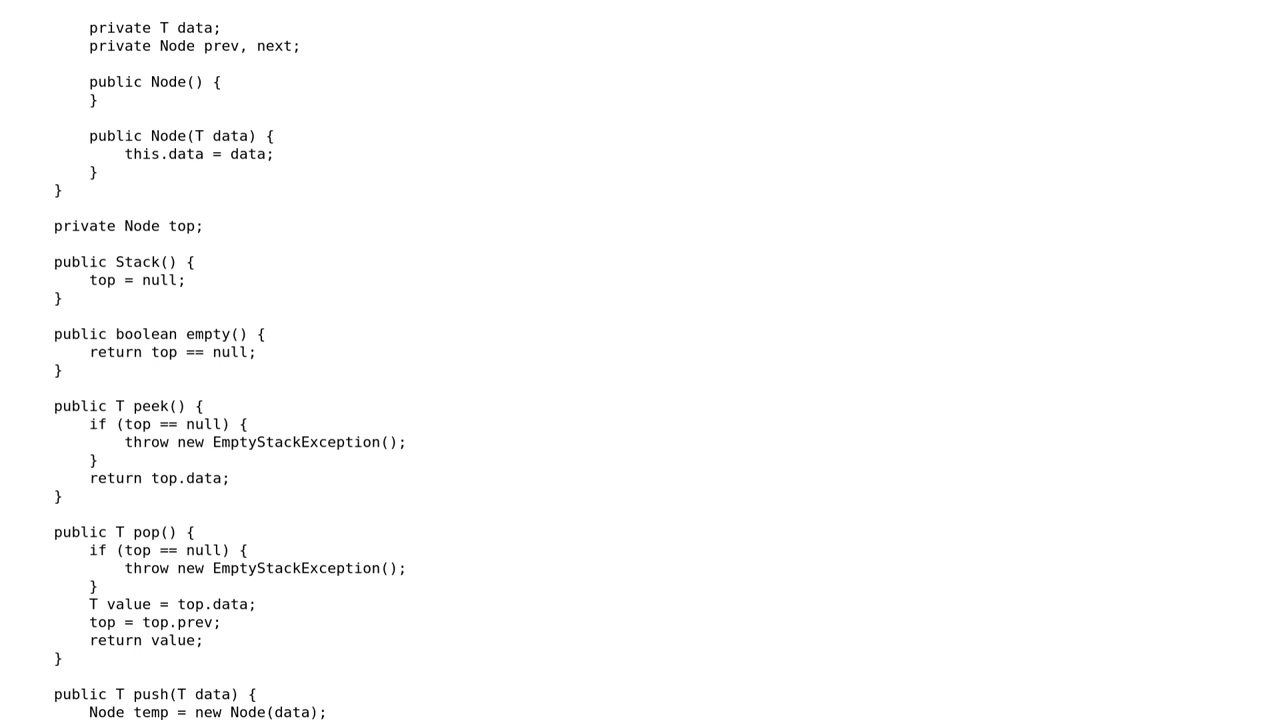 private T data;
private Node prev, next;
public Node() {
}
public Node(T data) {
this.data = data;
}
}
private Node top;
public Stack() {
top = null;
}
public boolean empty() {
return top == null;
}
public T peek() {
if (top == null) {
throw new EmptyStackException();
}
return top.data;
}
public T pop() {
if (top == null) {
throw new EmptyStackException();
}
T value = top.data;
top = top.prev;
return value;
}
public T push(T data) {
Node temp = new Node(data);